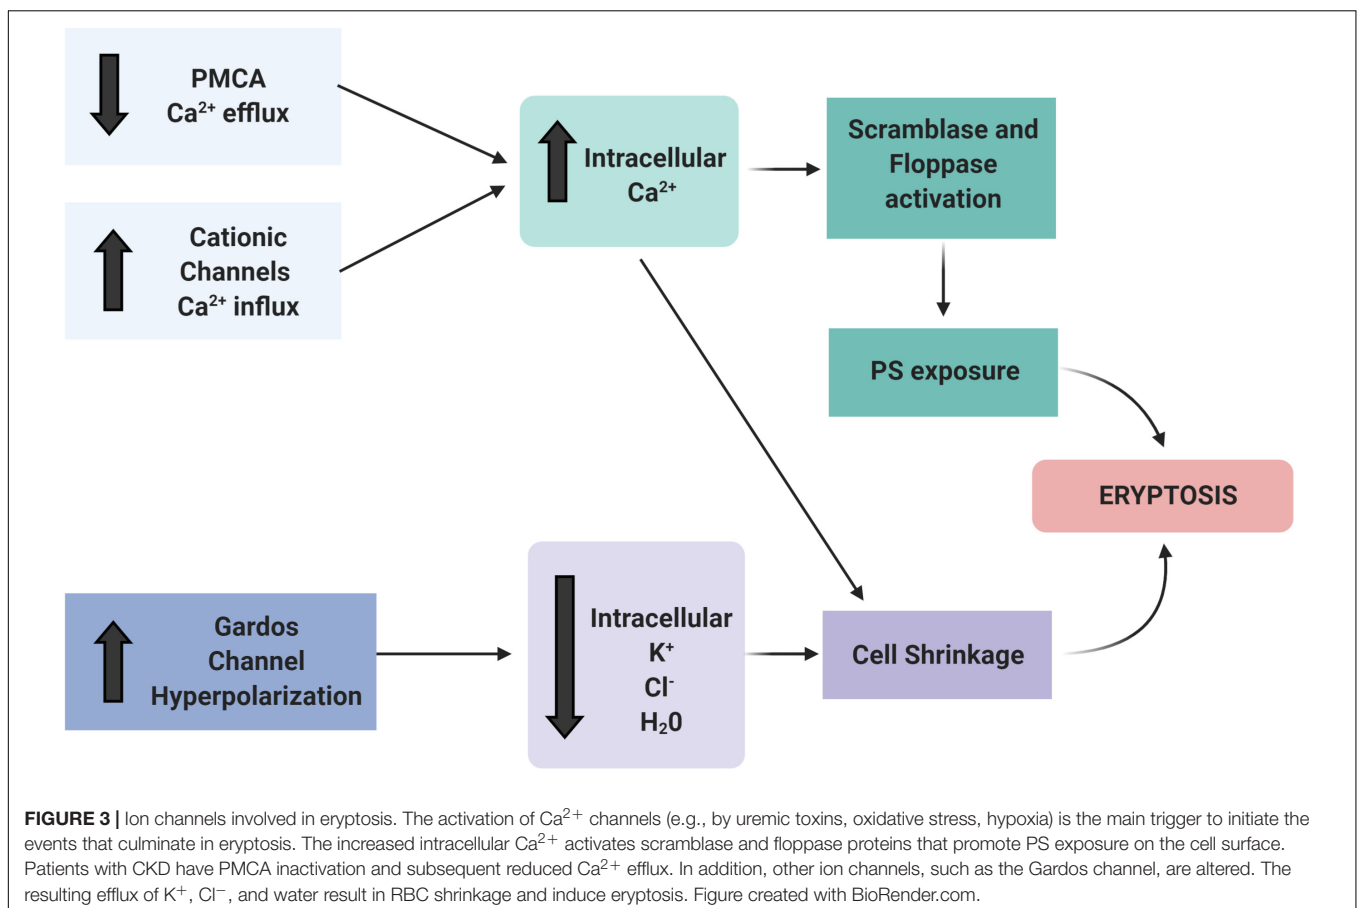 PMCA
Ca²⁺ efflux
Cationic
Channels
Ca²⁺ influx
Intracellular
Ca²⁺
Scramblase and
Floppase
activation
PS exposure
ERYPTOSIS
Gardos
Channel
Hyperpolarization
Intracellular
K⁺
Cl⁻
H₂0
Cell Shrinkage
FIGURE 3 | Ion channels involved in eryptosis. The activation of Ca²⁺ channels (e.g., by uremic toxins, oxidative stress, hypoxia) is the main trigger to initiate the
events that culminate in eryptosis. The increased intracellular Ca²⁺ activates scramblase and floppase proteins that promote PS exposure on the cell surface.
Patients with CKD have PMCA inactivation and subsequent reduced Ca²⁺ efflux. In addition, other ion channels, such as the Gardos channel, are altered. The
resulting efflux of K⁺, Cl⁻, and water result in RBC shrinkage and induce eryptosis. Figure created with BioRender.com.